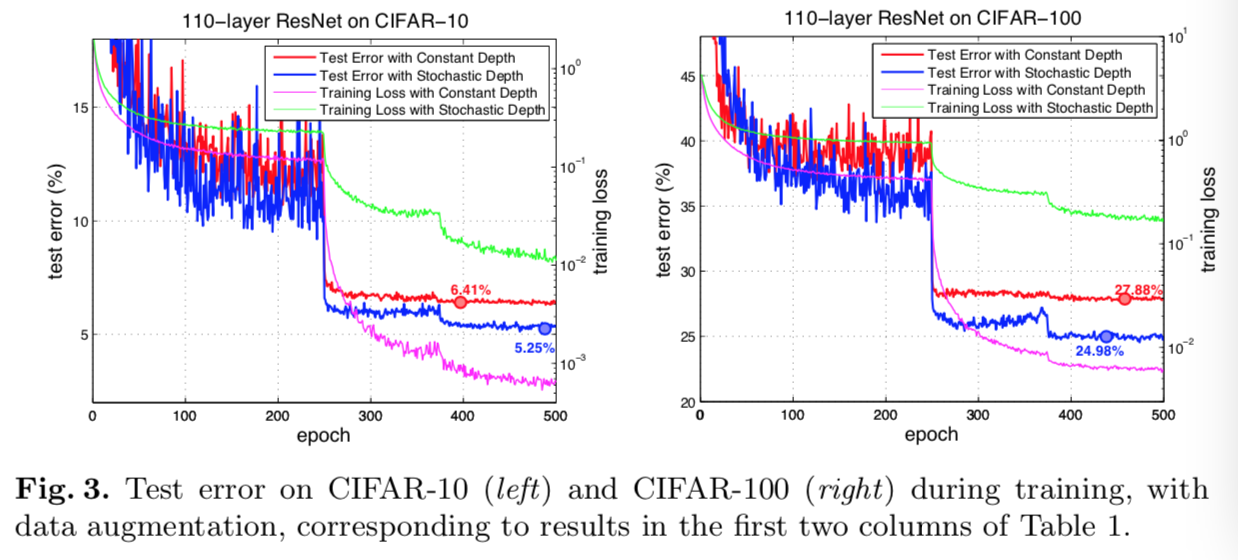 110−layer ResNet on CIFAR−10
Test Error with Constant Depth
Test Error with Stochastic Depth
Training Loss with Constant Depth
Training Loss with Stochastic Depth
15
10
5
test error (%)
10^0
10^−1
10^−2
10^−3
training loss
6.41%
5.25%
0 100 200 300 400 500
epoch
110−layer ResNet on CIFAR−100
Test Error with Constant Depth
Test Error with Stochastic Depth
Training Loss with Constant Depth
Training Loss with Stochastic Depth
45
40
35
30
25
20
test error (%)
10^1
10^0
10^−1
10^−2
training loss
27.88%
24.98%
0 100 200 300 400 500
epoch
Fig. 3. Test error on CIFAR-10 (left) and CIFAR-100 (right) during training, with
data augmentation, corresponding to results in the first two columns of Table 1.